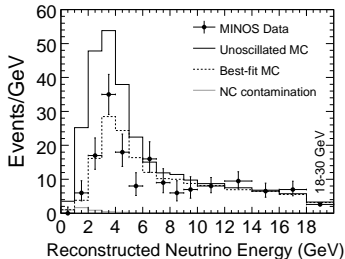 Events/GeV
60
50
40
30
20
10
0
MINOS Data
Unoscillated MC
Best-fit MC
NC contamination
18-30 GeV
0 2 4 6 8 10 12 14 16 18
Reconstructed Neutrino Energy (GeV)